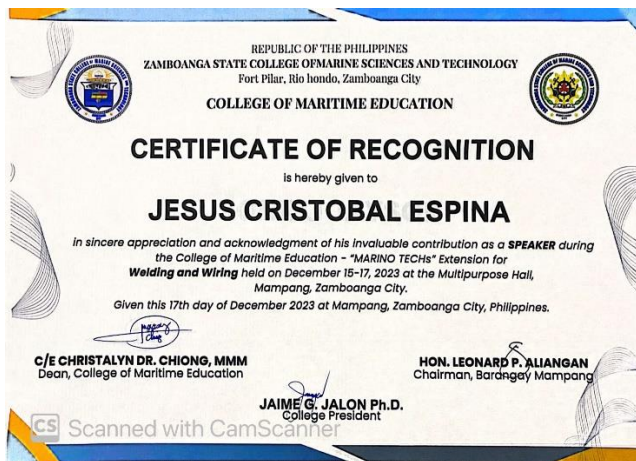 REPUBLIC OF THE PHILIPPINES
ZAMBOANGA STATE COLLEGE OFMARINE SCIENCES AND TECHNOLOGY
Fort Pilar, Rio hondo, Zamboanga City
COLLEGE OF MARITIME EDUCATION
CERTIFICATE OF RECOGNITION
is hereby given to
JESUS CRISTOBAL ESPINA
in sincere appreciation and acknowledgment of his invaluable contribution as a SPEAKER during
the College of Maritime Education - "MARINO TECHs" Extension for
Welding and Wiring held on December 15-17, 2023 at the Multipurpose Hall,
Mampang, Zamboanga City.
Given this 17th day of December 2023 at Mampang, Zamboanga City, Philippines.
C/E CHRISTALYN DR. CHIONG, MMM
Dean, College of Maritime Education
HON. LEONARD P. ALIANGAN
Chairman, Barangay Mampang
JAIME G. JALON Ph.D.
College President
CS Scanned with CamScanner